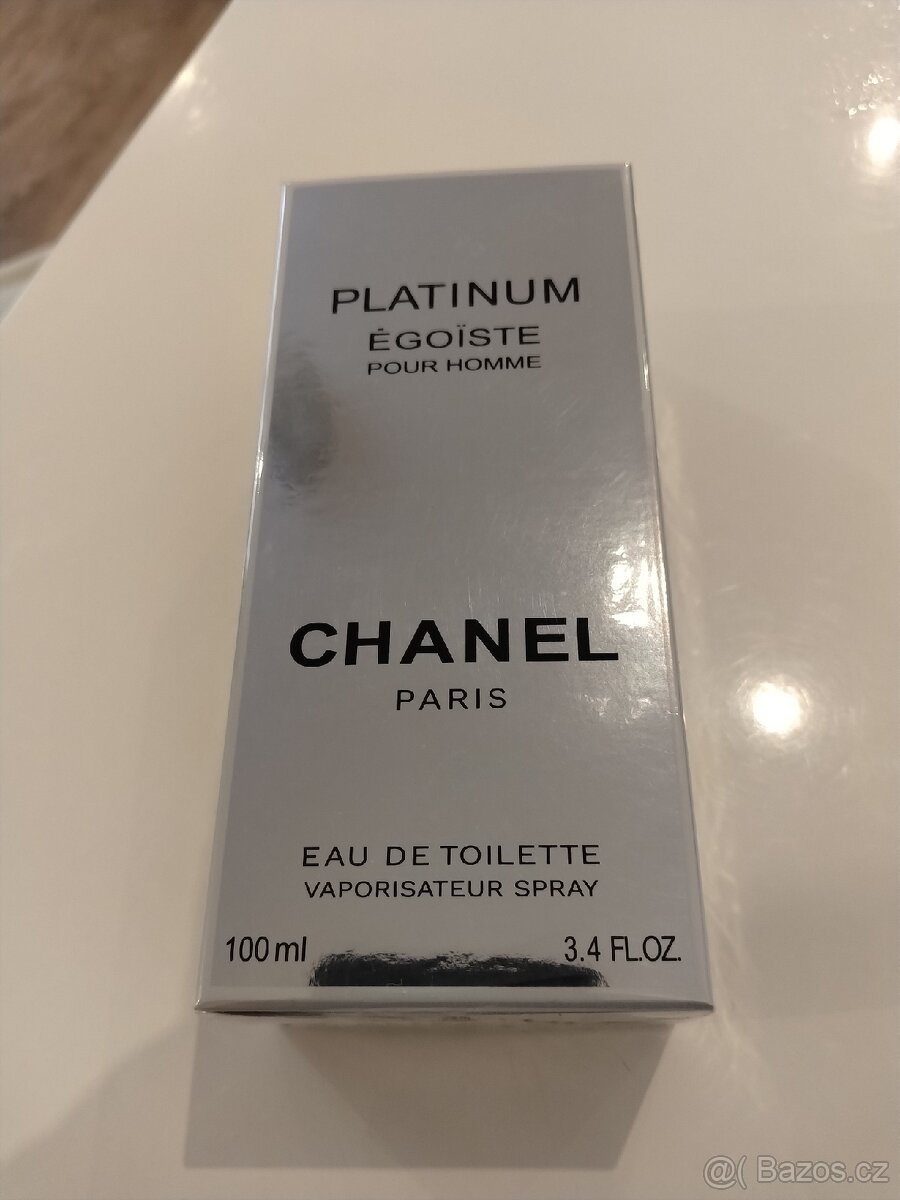 PLATINUM
ÉGOÏSTE
POUR HOMME
CHANEL
PARIS
EAU DE TOILETTE
VAPORISATEUR SPRAY
100 ml 3.4 FL.OZ.
@( Bazos.cz